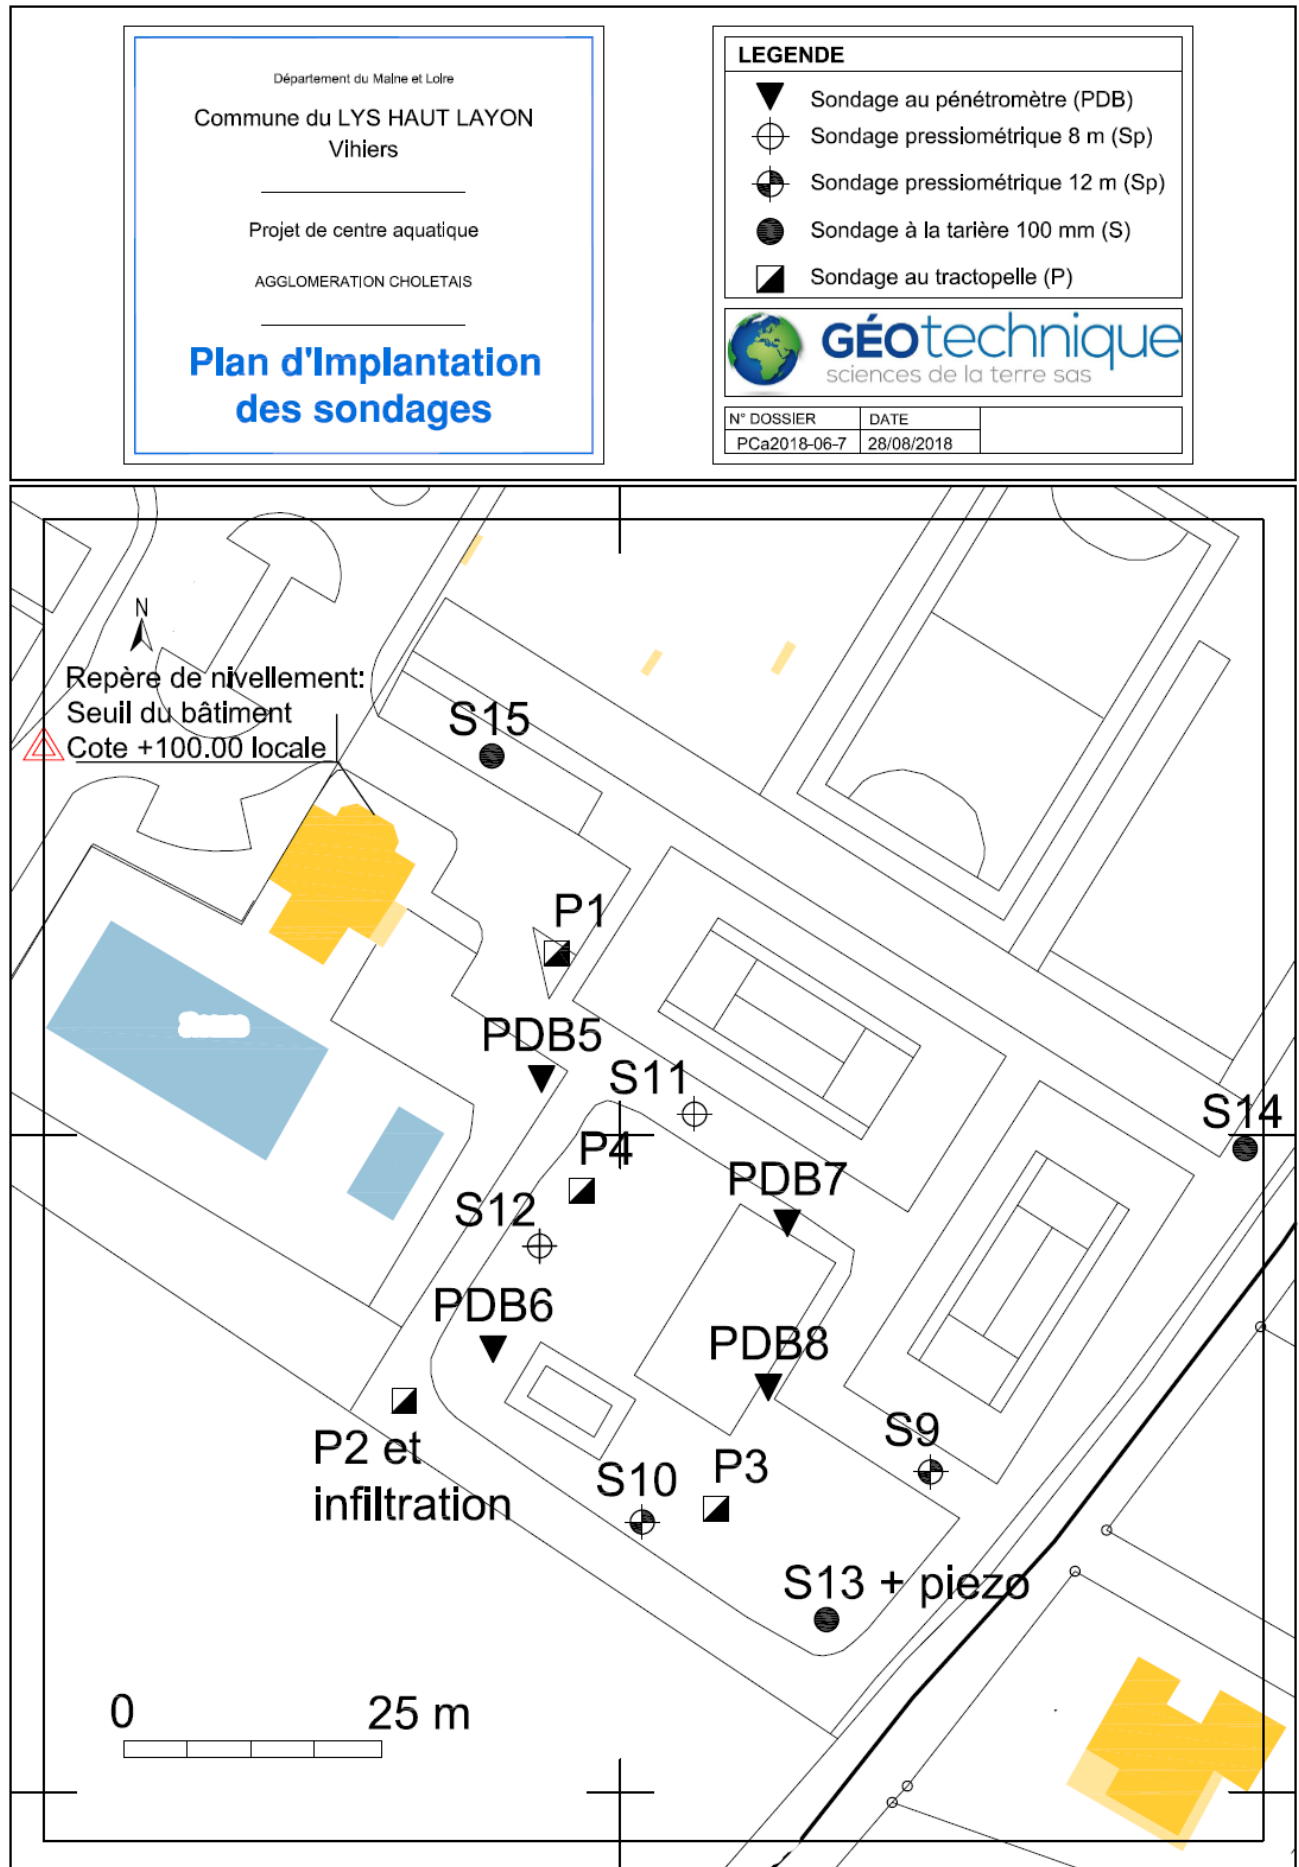 Département du Maine et Loire
Commune du LYS HAUT LAYON
Vihiers
Projet de centre aquatique
AGGLOMERATION CHOLETAIS
Plan d'Implantation
des sondages
LEGENDE
Sondage au pénétromètre (PDB)
Sondage pressiométrique 8 m (Sp)
Sondage pressiométrique 12 m (Sp)
Sondage à la tarière 100 mm (S)
Sondage au tractopelle (P)
GÉOtechnique
sciences de la terre sas
N° DOSSIER DATE
PCa2018-06-7 28/08/2018
N
Repère de nivellement:
Seuil du bâtiment
Cote +100.00 locale
S15
P1
PDB5
S11
S14
P4
PDB7
S12
PDB6
PDB8
S9
P2 et
infiltration
P3
S10
S13 + piezo
0 25 m